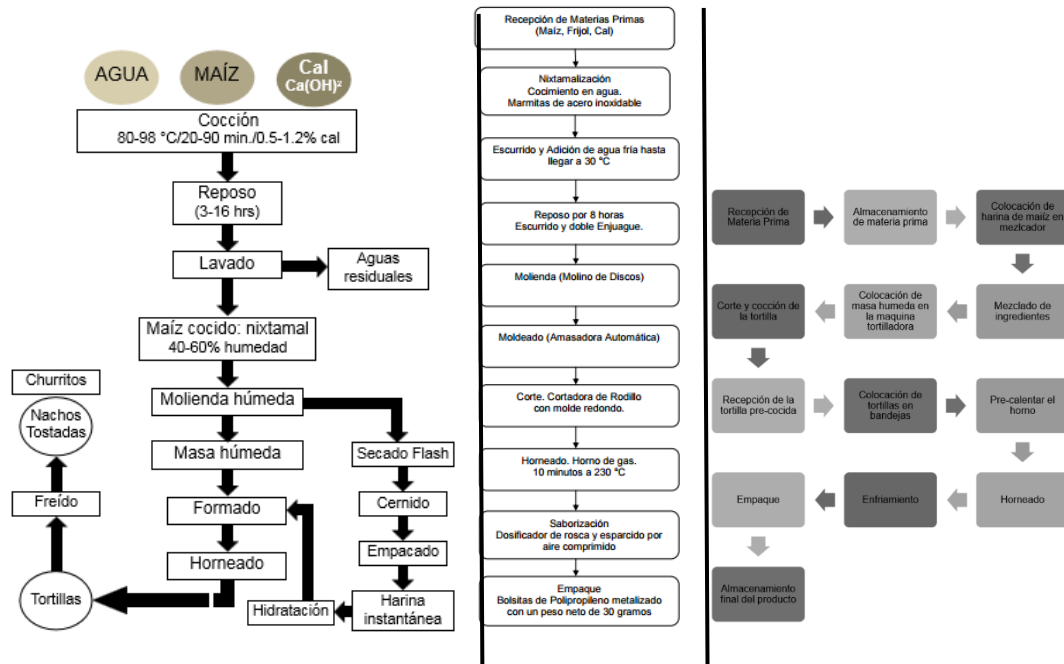 AGUA
MAÍZ
Cal
Ca(OH)²
Cocción
80-98 °C/20-90 min./0.5-1.2% cal
Reposo
(3-16 hrs)
Lavado
Aguas
residuales
Maíz cocido: nixtamal
40-60% humedad
Churritos
Nachos
Tostadas
Molienda húmeda
Masa húmeda
Secado Flash
Freído
Formado
Cernido
Horneado
Empacado
Tortillas
Hidratación
Harina
instantánea
Recepción de Materias Primas
(Maíz, Frijol, Cal)
Nixtamalización
Cocimiento en agua.
Marmitas de acero inoxidable
Escurrido y Adición de agua fría hasta
llegar a 30 °C
Reposo por 8 horas
Escurrido y doble Enjuague.
Molienda (Molino de Discos)
Moldeado (Amasadora Automática)
Corte. Cortadora de Rodillo
con molde redondo.
Horneado. Horno de gas.
10 minutos a 230 °C
Saborización
Dosificador de rosca y esparcido por
aire comprimido
Empaque
Bolsitas de Polipropileno metalizado
con un peso neto de 30 gramos
Recepción de
Materia Prima
Almacenamiento
de materia prima
Colocación de
harina de maiíz en
mezlcador
Mezclado de
ingredientes
Colocación de
masa humeda en
la maquina
tortilladora
Corte y cocción de
la tortilla
Recepción de la
tortilla pre-cocida
Colocación de
tortillas en
bandejas
Pre-calentar el
horno
Horneado
Enfriamiento
Empaque
Almacenamiento
final del producto